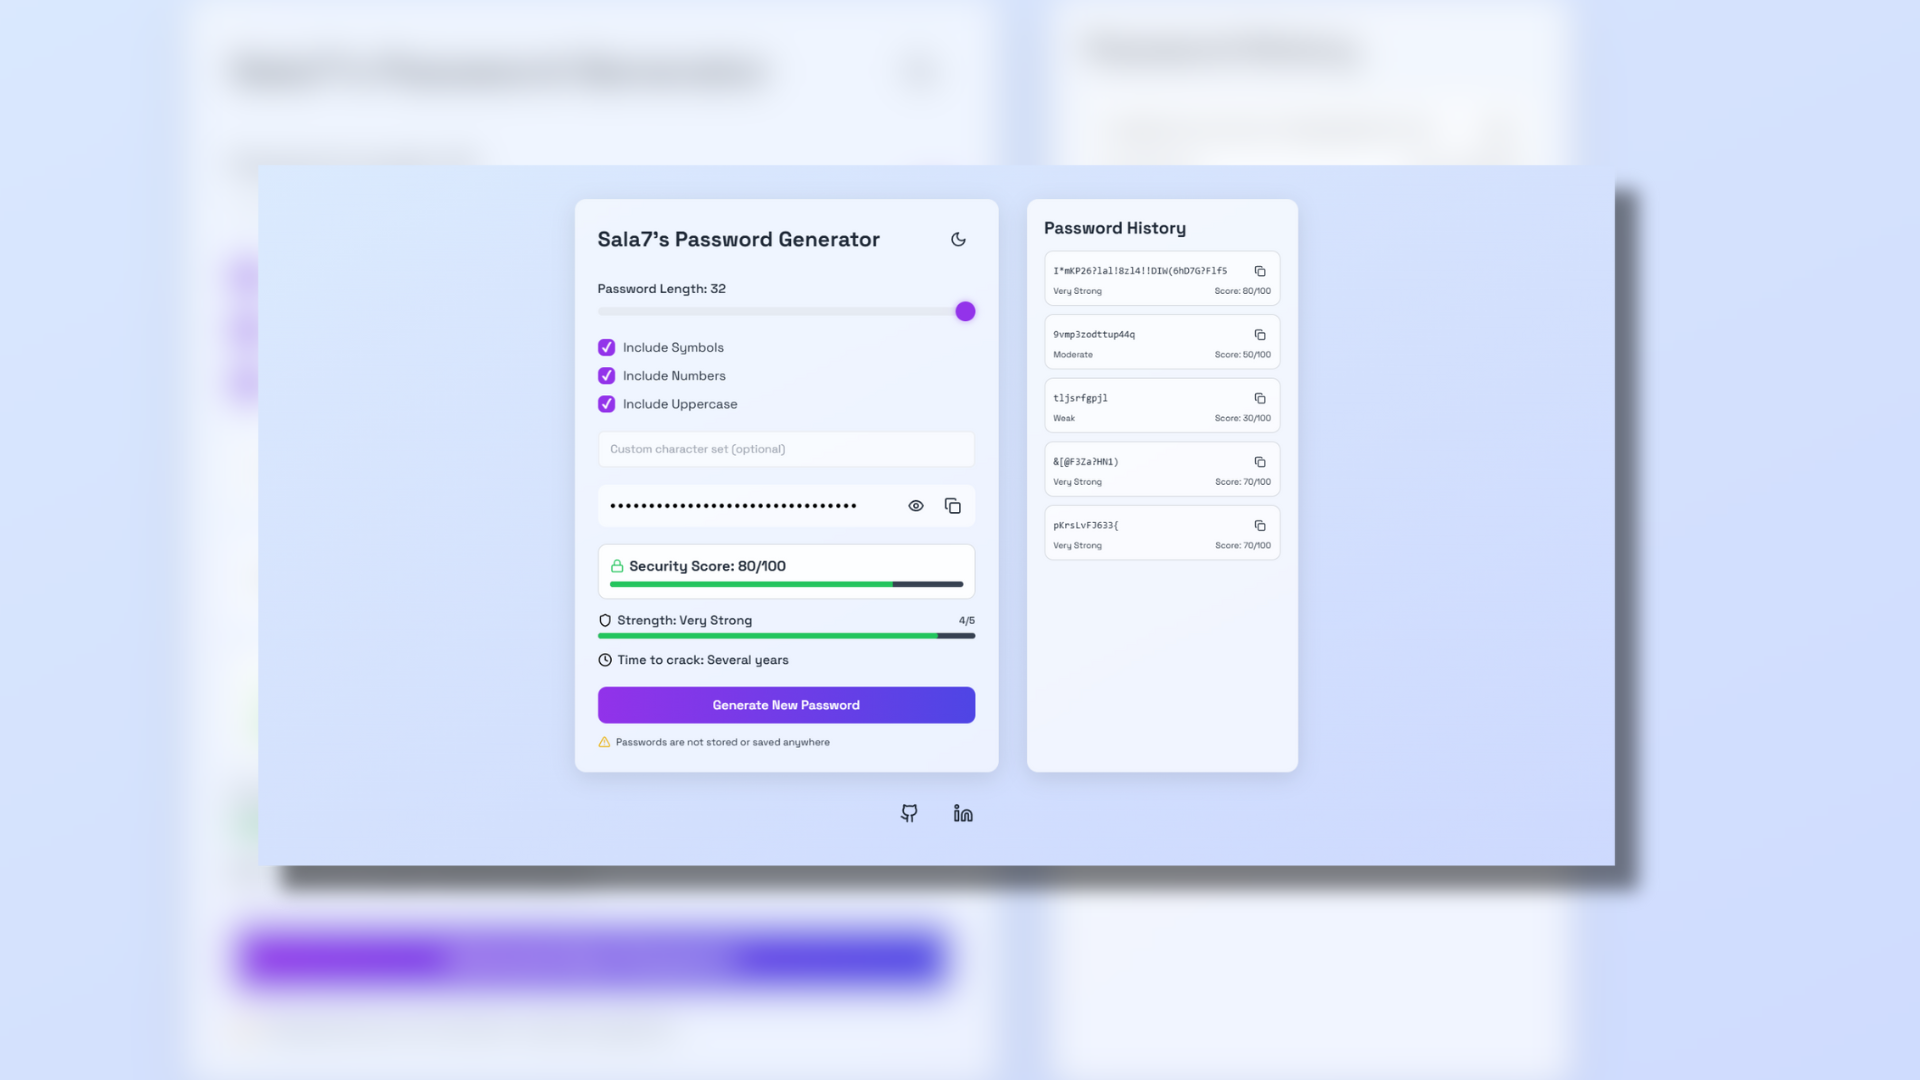 Sala7's Password Generator
Password Length: 32
Include Symbols
Include Numbers
Include Uppercase
Custom character set (optional)
••••••••••••••••••••••••••••••••
Security Score: 80/100
Strength: Very Strong 4/5
Time to crack: Several years
Generate New Password
Passwords are not stored or saved anywhere
Password History
I*mKP26?lal!8zl4!!DIW(6hD7G?Flf5
Very Strong Score: 80/100
9vmp3zodttup44q
Moderate Score: 50/100
tljsrfgpjl
Weak Score: 30/100
&[@F3Za?HN1)
Very Strong Score: 70/100
pKrsLvFJ633{
Very Strong Score: 70/100
in